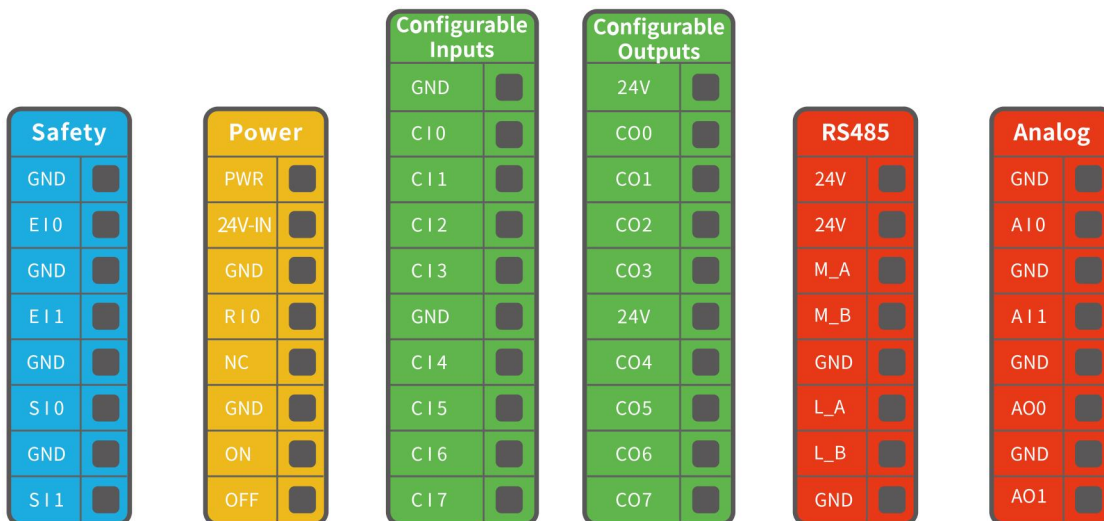 Safety
GND
EI0
GND
EI1
GND
SI0
GND
SI1
Power
PWR
24V-IN
GND
RI0
NC
GND
ON
OFF
Configurable
Inputs
GND
CI0
CI1
CI2
CI3
GND
CI4
CI5
CI6
CI7
Configurable
Outputs
24V
CO0
CO1
CO2
CO3
24V
CO4
CO5
CO6
CO7
RS485
24V
24V
M_A
M_B
GND
L_A
L_B
GND
Analog
GND
AI0
GND
AI1
GND
AO0
GND
AO1